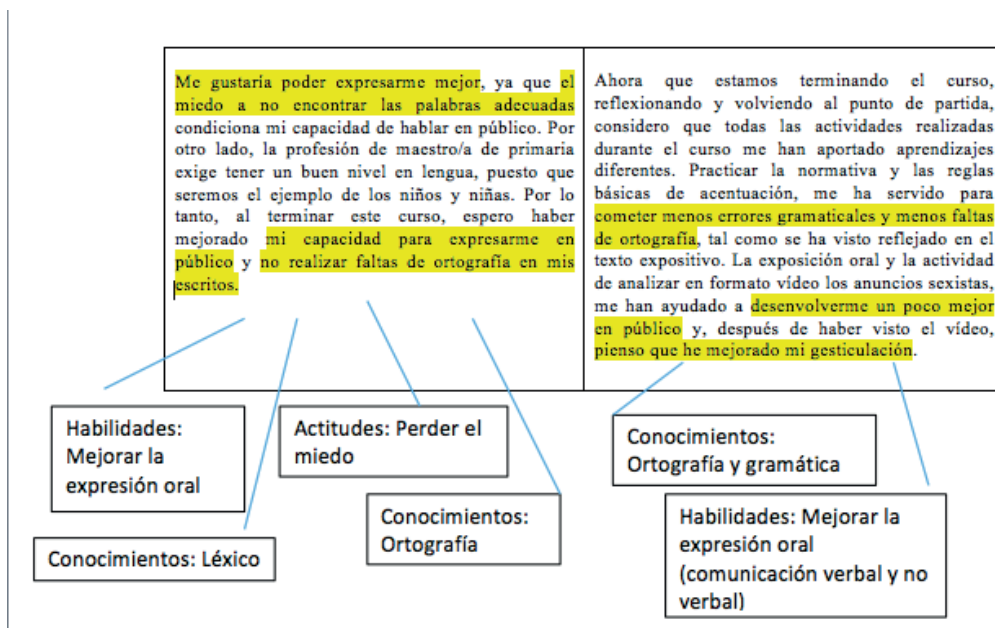 Me gustaría poder expresarme mejor, ya que el
miedo a no encontrar las palabras adecuadas
condiciona mi capacidad de hablar en público. Por
otro lado, la profesión de maestro/a de primaria
exige tener un buen nivel en lengua, puesto que
seremos el ejemplo de los niños y niñas. Por lo
tanto, al terminar este curso, espero haber
mejorado mi capacidad para expresarme en
público y no realizar faltas de ortografía en mis
escritos.
Ahora que estamos terminando el curso,
reflexionando y volviendo al punto de partida,
considero que todas las actividades realizadas
durante el curso me han aportado aprendizajes
diferentes. Practicar la normativa y las reglas
básicas de acentuación, me ha servido para
cometer menos errores gramaticales y menos faltas
de ortografía, tal como se ha visto reflejado en el
texto expositivo. La exposición oral y la actividad
de analizar en formato vídeo los anuncios sexistas,
me han ayudado a desenvolverme un poco mejor
en público y, después de haber visto el vídeo,
pienso que he mejorado mi gesticulación.
Habilidades:
Mejorar la
expresión oral
Actitudes: Perder el
miedo
Conocimientos:
Ortografía y gramática
Conocimientos: Léxico
Conocimientos:
Ortografía
Habilidades: Mejorar la
expresión oral
(comunicación verbal y no
verbal)